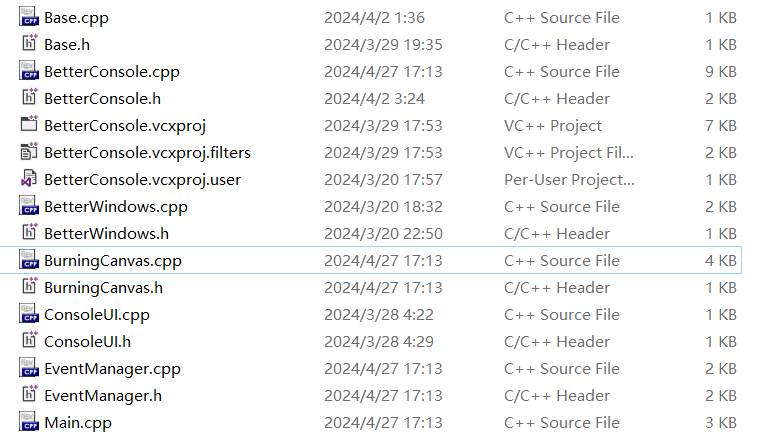 Base.cpp 2024/4/2 1:36 C++ Source File 1 KB
Base.h 2024/3/29 19:35 C/C++ Header 1 KB
BetterConsole.cpp 2024/4/27 17:13 C++ Source File 9 KB
BetterConsole.h 2024/4/2 3:24 C/C++ Header 2 KB
BetterConsole.vcxproj 2024/3/29 17:53 VC++ Project 7 KB
BetterConsole.vcxproj.filters 2024/3/29 17:53 VC++ Project Fil... 2 KB
BetterConsole.vcxproj.user 2024/3/20 17:57 Per-User Project... 1 KB
BetterWindows.cpp 2024/3/20 18:32 C++ Source File 2 KB
BetterWindows.h 2024/3/20 22:50 C/C++ Header 1 KB
BurningCanvas.cpp 2024/4/27 17:13 C++ Source File 4 KB
BurningCanvas.h 2024/4/27 17:13 C/C++ Header 1 KB
ConsoleUI.cpp 2024/3/28 4:22 C++ Source File 1 KB
ConsoleUI.h 2024/3/28 4:29 C/C++ Header 1 KB
EventManager.cpp 2024/4/27 17:13 C++ Source File 2 KB
EventManager.h 2024/4/27 17:13 C/C++ Header 2 KB
Main.cpp 2024/4/27 17:13 C++ Source File 3 KB